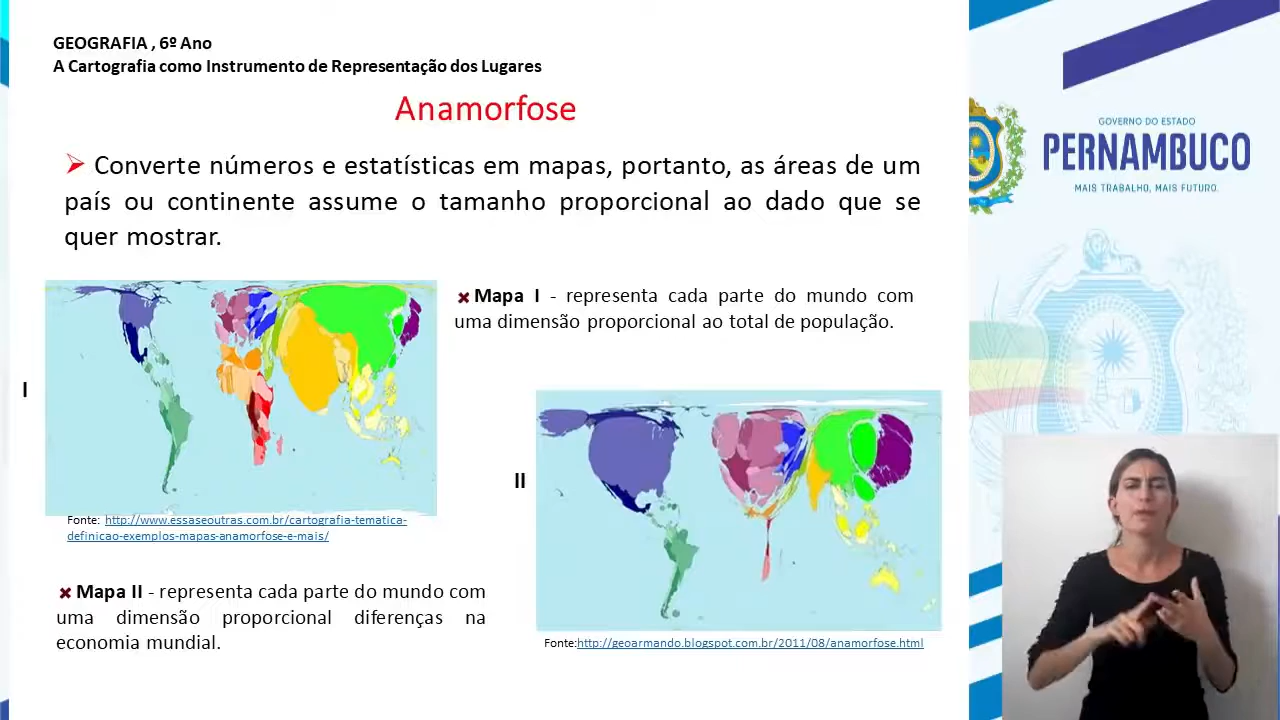 GEOGRAFIA , 6º Ano
A Cartografia como Instrumento de Representação dos Lugares
Anamorfose
Converte números e estatísticas em mapas, portanto, as áreas de um
país ou continente assume o tamanho proporcional ao dado que se
quer mostrar.
Mapa I - representa cada parte do mundo com
uma dimensão proporcional ao total de população.
I
II
Fonte: http://www.essaseoutras.com.br/cartografia-tematica-
definicao-exemplos-mapas-anamorfose-e-mais/
Mapa II - representa cada parte do mundo com
uma dimensão proporcional diferenças na
economia mundial.
Fonte:http://geoarmando.blogspot.com.br/2011/08/anamorfose.html
GOVERNO DO ESTADO
PERNAMBUCO
MAIS TRABALHO, MAIS FUTURO.